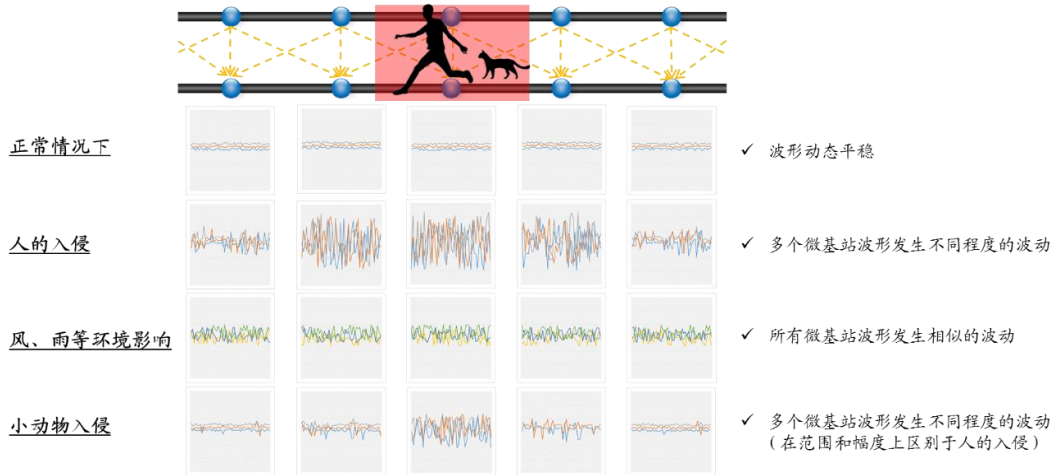 正常情况下
✓ 波形动态平稳
人的入侵
✓ 多个微基站波形发生不同程度的波动
风、雨等环境影响
✓ 所有微基站波形发生相似的波动
小动物入侵
✓ 多个微基站波形发生不同程度的波动
(在范围和幅度上区别于人的入侵)